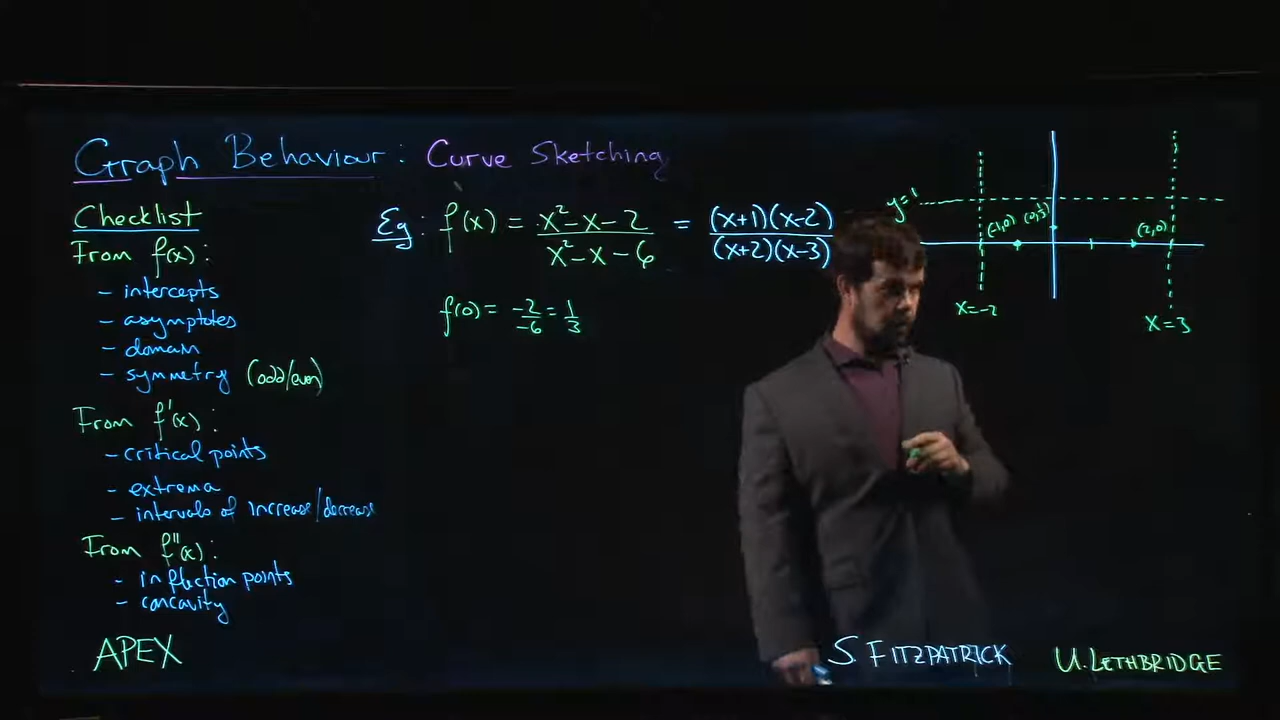 Graph Behaviour: Curve Sketching
Checklist
From f(x):
- intercepts
- asymptotes
- domain
- symmetry (odd/even)
From f'(x):
- critical points
- extrema
- intervals of increase/decrease
From f"(x):
- inflection points
- concavity
APEX
Eg: f(x) = x²-x-2 / x²-x-6 = (x+1)(x-2) / (x+2)(x-3)
f(0) = -2/-6 = 1/3
y=1
(-1,0) (0,1/3) (2,0)
x=-2
x=3
S. FITZPATRICK
U. LETHBRIDGE